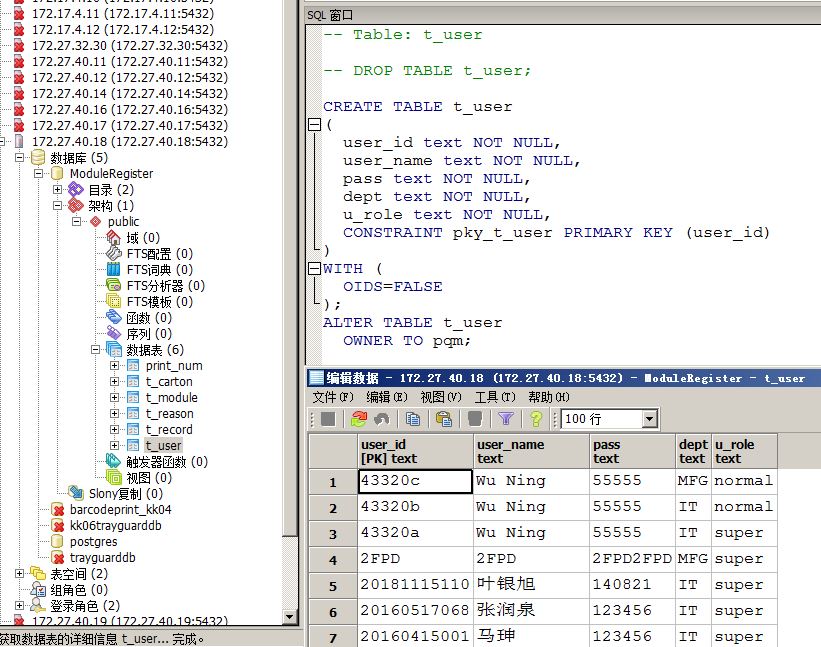 172.17.4.11 (172.17.4.11:5432)
172.17.4.12 (172.17.4.12:5432)
172.27.32.30 (172.27.32.30:5432)
172.27.40.11 (172.27.40.11:5432)
172.27.40.12 (172.27.40.12:5432)
172.27.40.14 (172.27.40.14:5432)
172.27.40.16 (172.27.40.16:5432)
172.27.40.17 (172.27.40.17:5432)
172.27.40.18 (172.27.40.18:5432)
数据库 (5)
ModuleRegister
目录 (2)
架构 (1)
public
域 (0)
FTS配置 (0)
FTS词典 (0)
FTS分析器 (0)
FTS模板 (0)
函数 (0)
序列 (0)
数据表 (6)
print_num
t_carton
t_module
t_reason
t_record
t_user
触发器函数 (0)
视图 (0)
Slony复制 (0)
barcodeprint_kk04
kk06trayguarddb
postgres
trayguarddb
表空间 (2)
组角色 (0)
登录角色 (2)
172.27.40.19 (172.27.40.19:5432)
获取数据表的详细信息 t_user... 完成。
SQL 窗口
-- Table: t_user
-- DROP TABLE t_user;
CREATE TABLE t_user
(
user_id text NOT NULL,
user_name text NOT NULL,
pass text NOT NULL,
dept text NOT NULL,
u_role text NOT NULL,
CONSTRAINT pky_t_user PRIMARY KEY (user_id)
)
WITH (
OIDS=FALSE
);
ALTER TABLE t_user
OWNER TO pqm;
编辑数据 - 172.27.40.18 (172.27.40.18:5432) - ModuleRegister - t_user
文件(F) 编辑(E) 视图(V) 工具(T) 帮助(H)
100 行
user_id user_name pass dept u_role
[PK] text text text text text
1 43320c Wu Ning 55555 MFG normal
2 43320b Wu Ning 55555 IT normal
3 43320a Wu Ning 55555 IT super
4 2FPD 2FPD 2FPD2FPD MFG super
5 20181115110 叶银旭 140821 IT super
6 20160517068 张润泉 123456 IT super
7 20160415001 马珅 123456 IT super